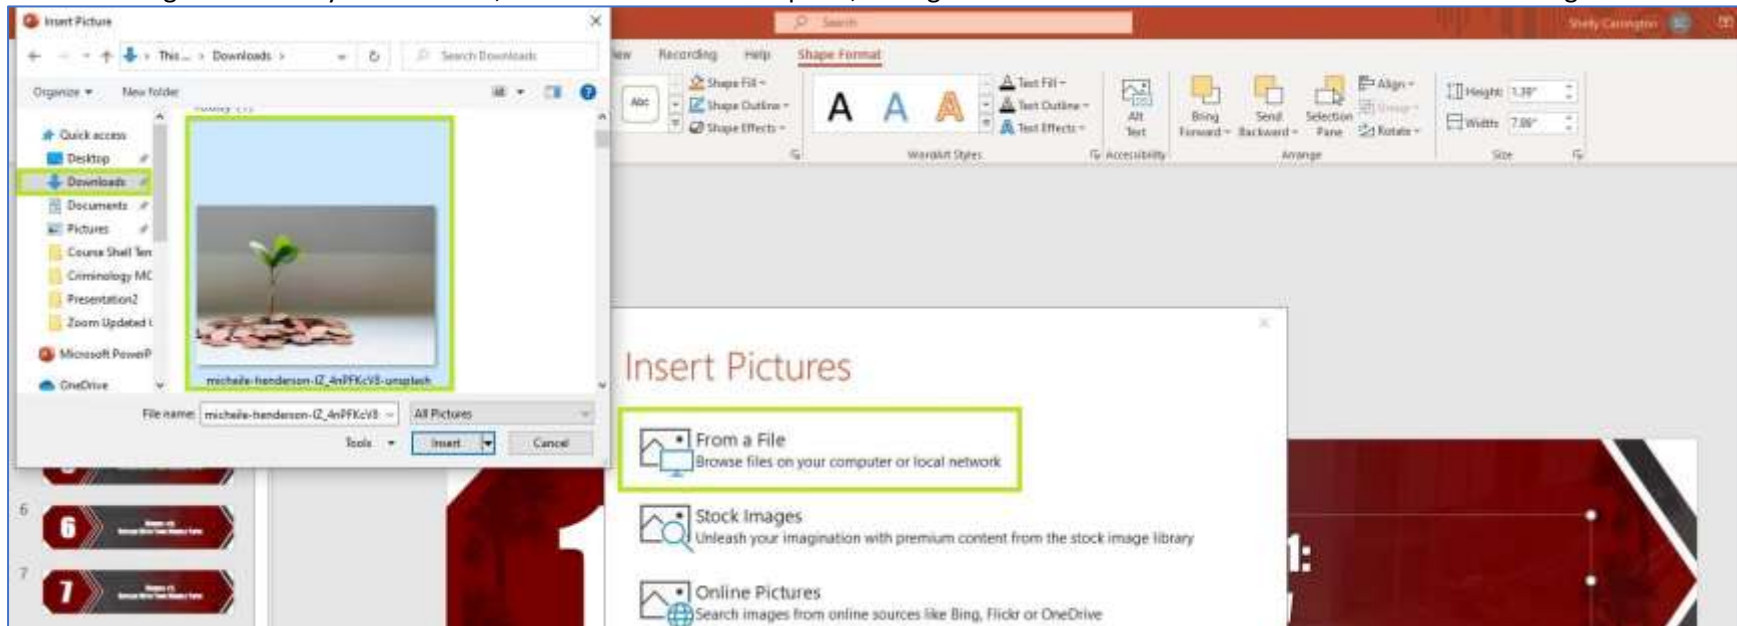 Insert Picture
This ... > Downloads >
Search Downloads
Organize
New folder
Quick access
Desktop
Downloads
Documents
Pictures
Course Shell Ten
Criminology MC
Presentation2
Zoom Updated
Microsoft PowerP
OneDrive
File name:
All Pictures
Tools
Insert
Cancel
Search
Shelly Carrington
Recording
Help
Shape Format
Abc
Shape Fill
Shape Outline
Shape Effects
A A A
Text Fill
Text Outline
Text Effects
WordArt Styles
Alt
Text
Accessibility
Bring
Forward
Send
Backward
Selection
Pane
Align
Group
Rotate
Arrange
Height: 1.39"
Width: 7.89"
Size
Insert Pictures
From a File
Browse files on your computer or local network
Stock Images
Unleash your imagination with premium content from the stock image library
Online Pictures
Search images from online sources like Bing, Flickr or OneDrive
6
6
7
7
1
1: